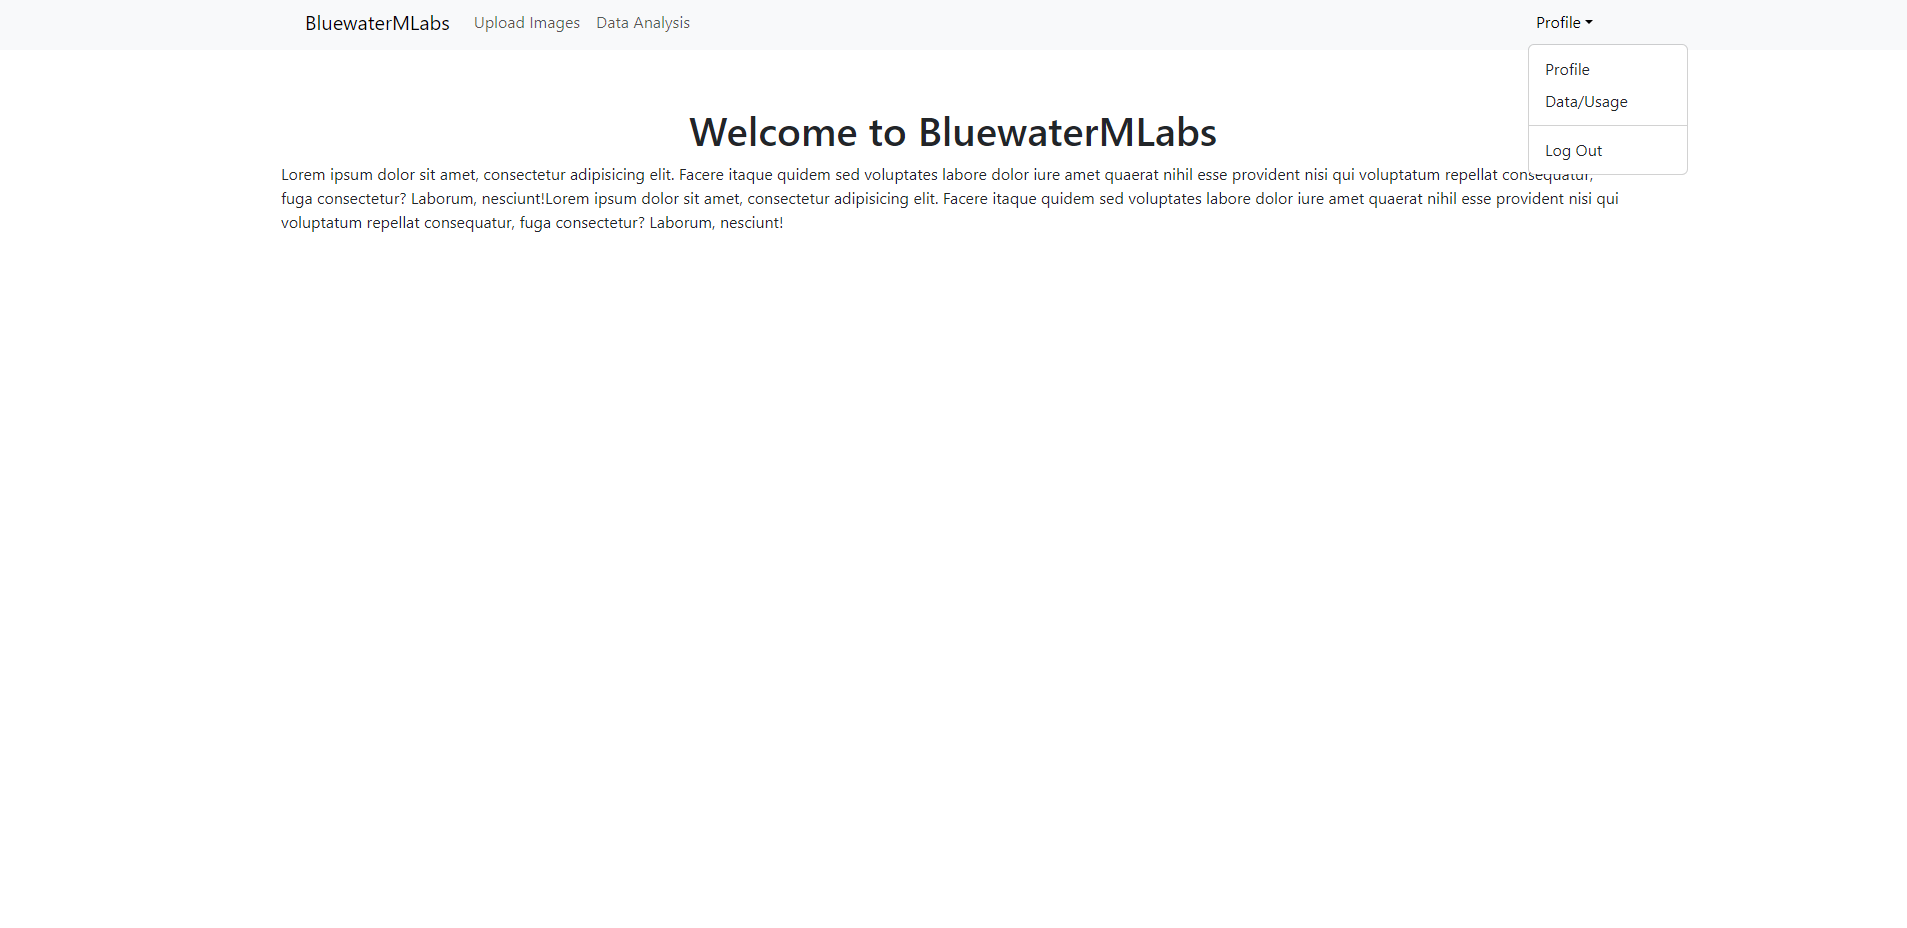 BluewaterMLabs Upload Images Data Analysis Profile
Profile
Data/Usage
Log Out
Welcome to BluewaterMLabs
Lorem ipsum dolor sit amet, consectetur adipisicing elit. Facere itaque quidem sed voluptates labore dolor iure amet quaerat nihil esse provident nisi qui voluptatum repellat consequatur,
fuga consectetur? Laborum, nesciunt!Lorem ipsum dolor sit amet, consectetur adipisicing elit. Facere itaque quidem sed voluptates labore dolor iure amet quaerat nihil esse provident nisi qui
voluptatum repellat consequatur, fuga consectetur? Laborum, nesciunt!